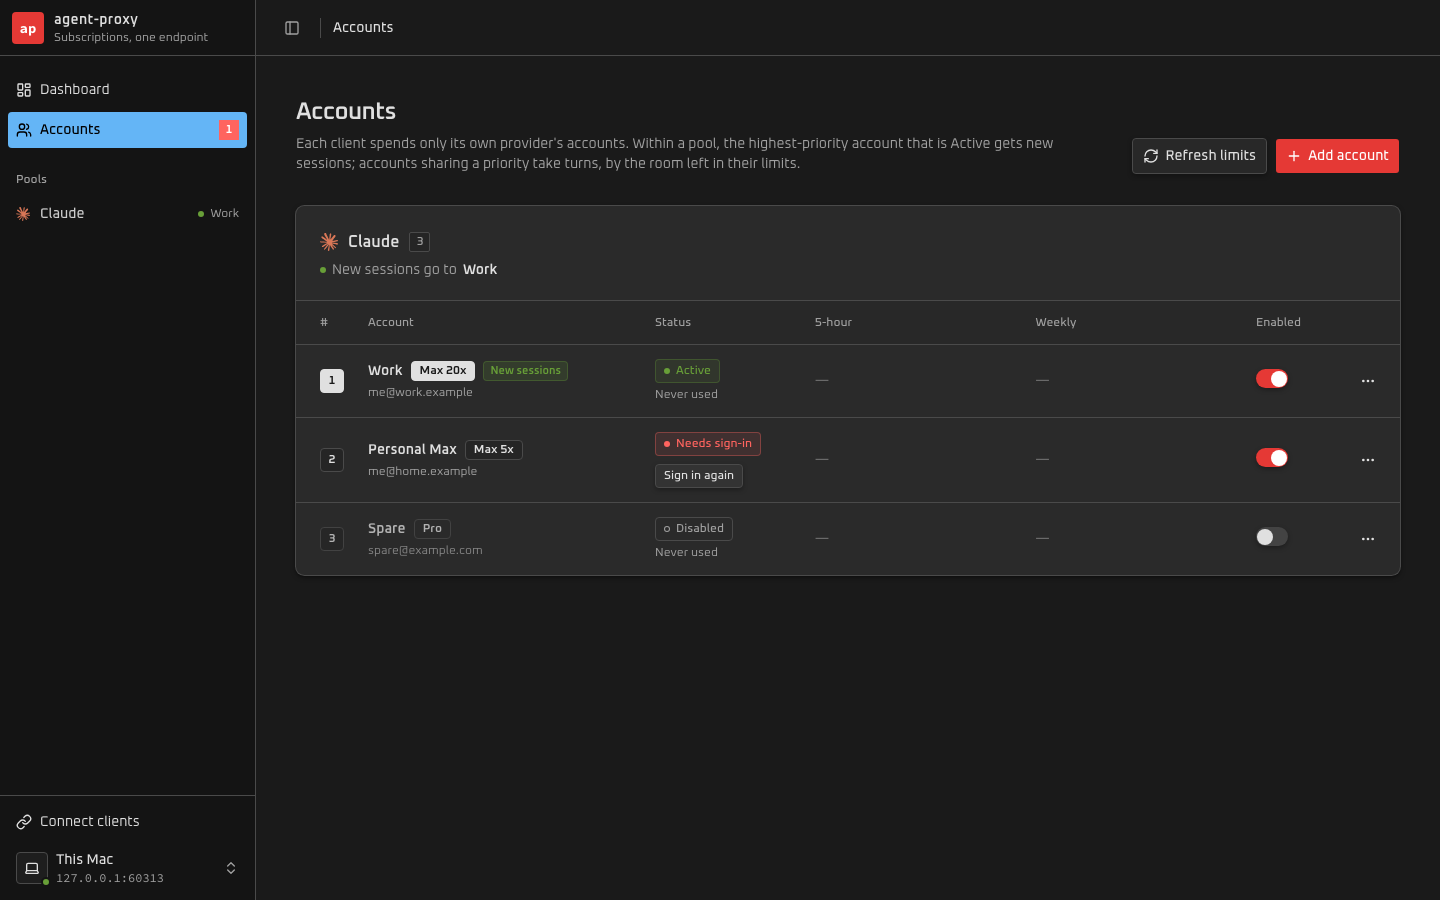 ap
agent-proxy
Subscriptions, one endpoint
Dashboard
Accounts 1
Pools
Claude Work
Connect clients
This Mac
127.0.0.1:60313
Accounts
Accounts
Each client spends only its own provider's accounts. Within a pool, the highest-priority account that is Active gets new
sessions; accounts sharing a priority take turns, by the room left in their limits.
Refresh limits
Add account
Claude 3
New sessions go to Work
# Account Status 5-hour Weekly Enabled
1 Work Max 20x New sessions Active — —
me@work.example Never used
2 Personal Max Max 5x Needs sign-in — —
me@home.example Sign in again
3 Spare Pro Disabled — —
spare@example.com Never used